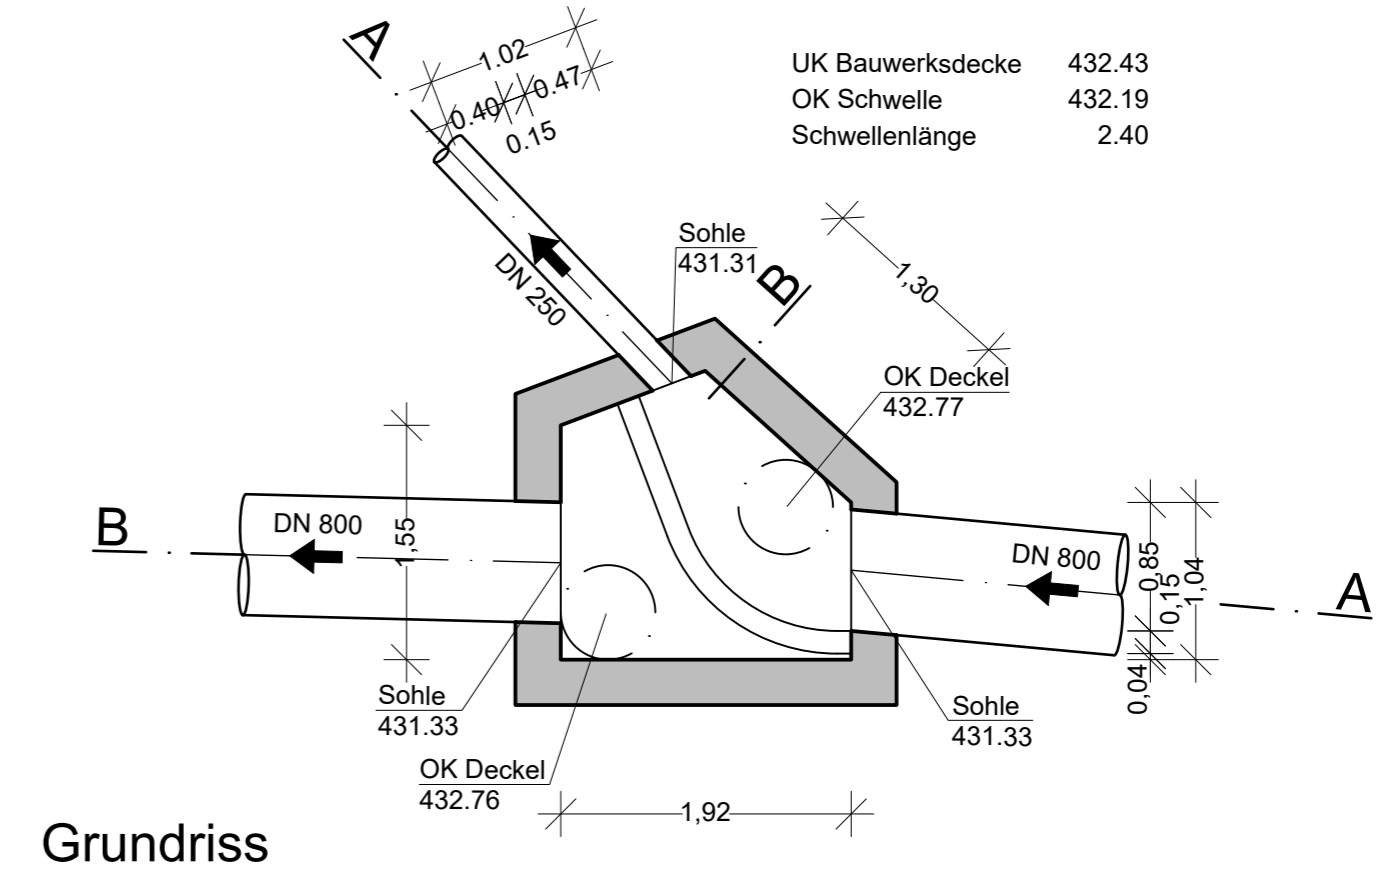 A
1.02
0.40
0.47
0.15
UK Bauwerksdecke 432.43
OK Schwelle 432.19
Schwellenlänge 2.40
Sohle
431.31
DN 250
B
1,30
OK Deckel
432.77
B
DN 800
1,55
DN 800
0,85
0,15
1,04
A
0,04
Sohle
431.33
Sohle
431.33
OK Deckel
432.76
1,92
Grundriss